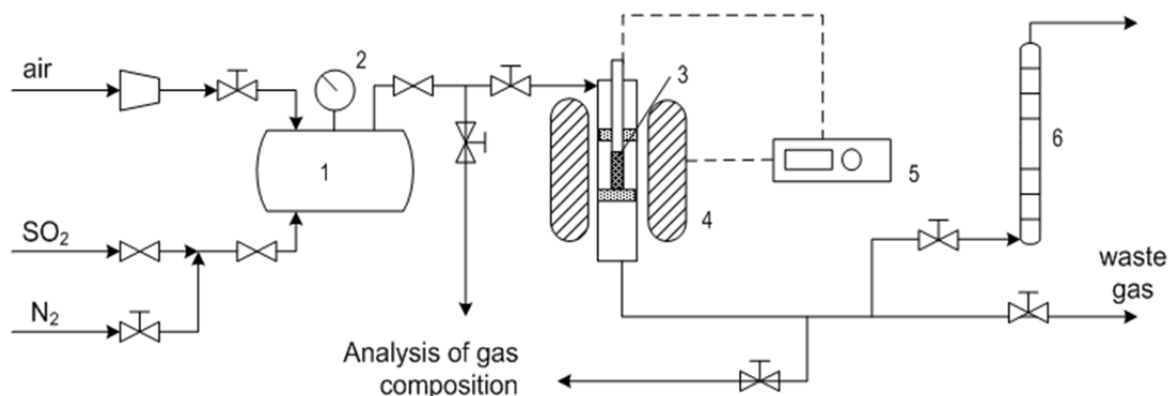 air
2
3
1
6
5
SO₂
4
waste
gas
N₂
Analysis of gas
composition